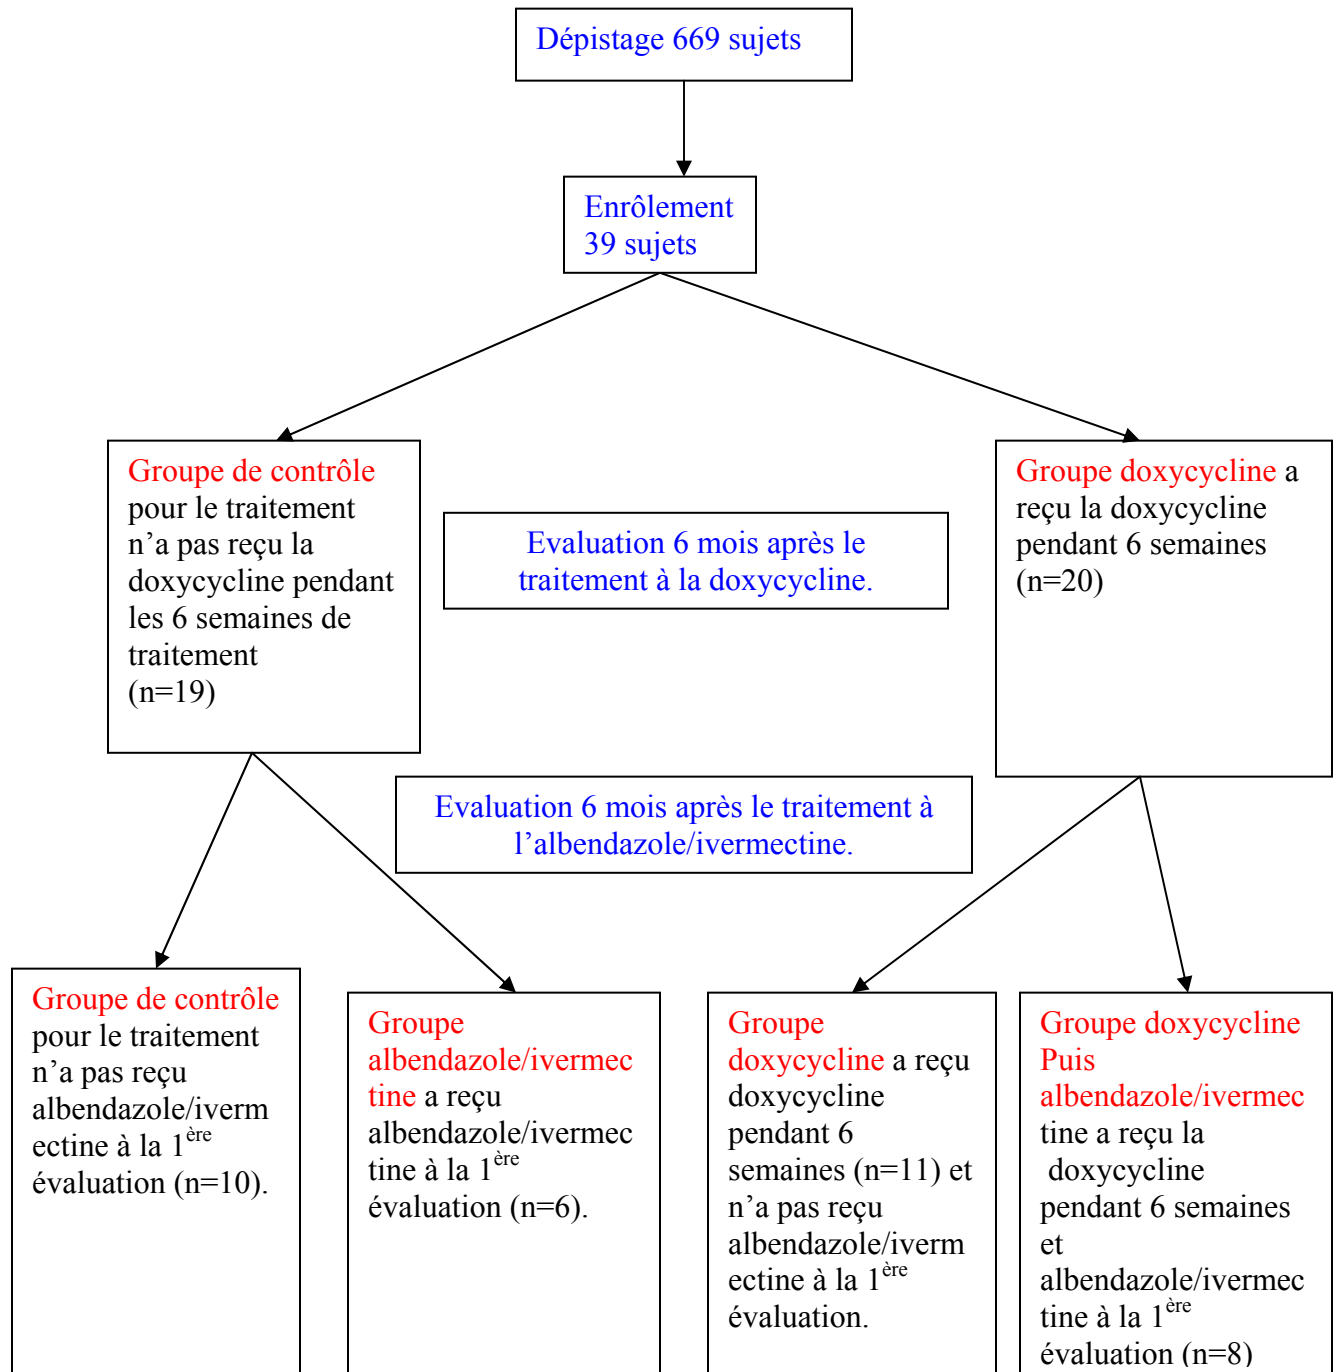 Dépistage 669 sujets
Enrôlement
39 sujets
Groupe de contrôle
pour le traitement
n’a pas reçu la
doxycycline pendant
les 6 semaines de
traitement
(n=19)
Evaluation 6 mois après le
traitement à la doxycycline.
Groupe doxycycline a
reçu la doxycycline
pendant 6 semaines
(n=20)
Evaluation 6 mois après le traitement à
l’albendazole/ivermectine.
Groupe de contrôle
pour le traitement
n’a pas reçu
albendazole/iverm
ectine à la 1ère
évaluation (n=10).
Groupe
albendazole/ivermec
tine a reçu
albendazole/ivermec
tine à la 1ère
évaluation (n=6).
Groupe
doxycycline a reçu
doxycycline
pendant 6
semaines (n=11) et
n’a pas reçu
albendazole/iverm
ectine à la 1ère
évaluation.
Groupe doxycycline
Puis
albendazole/ivermec
tine a reçu la
doxycycline
pendant 6 semaines
et
albendazole/ivermec
tine à la 1ère
évaluation (n=8)